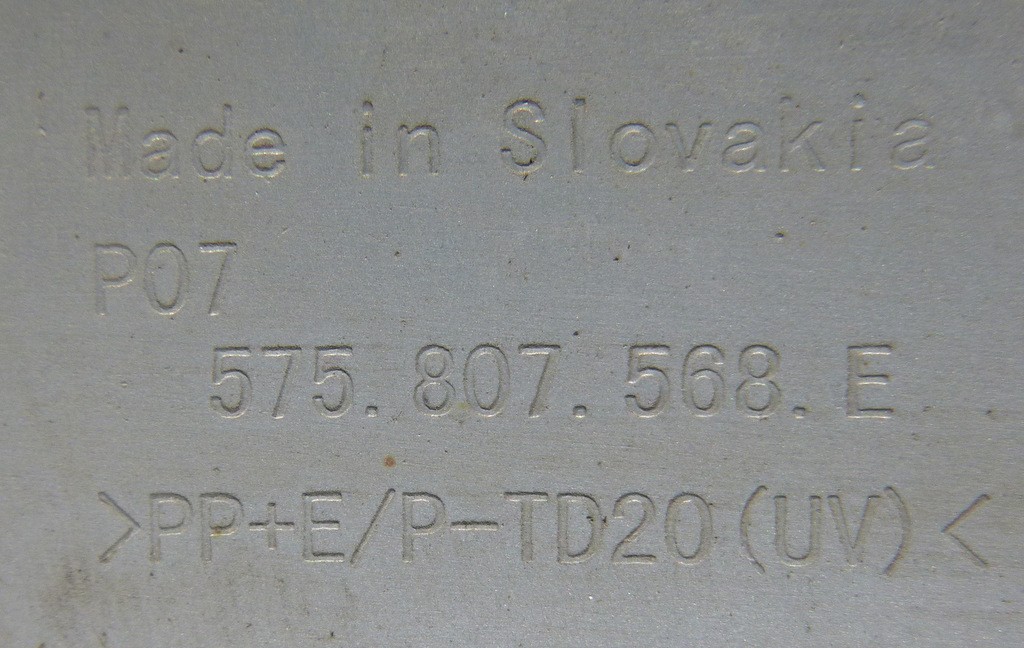 Made in Slovakia
P07
575.807.568.E
>PP+E/P-TD20(UV)<